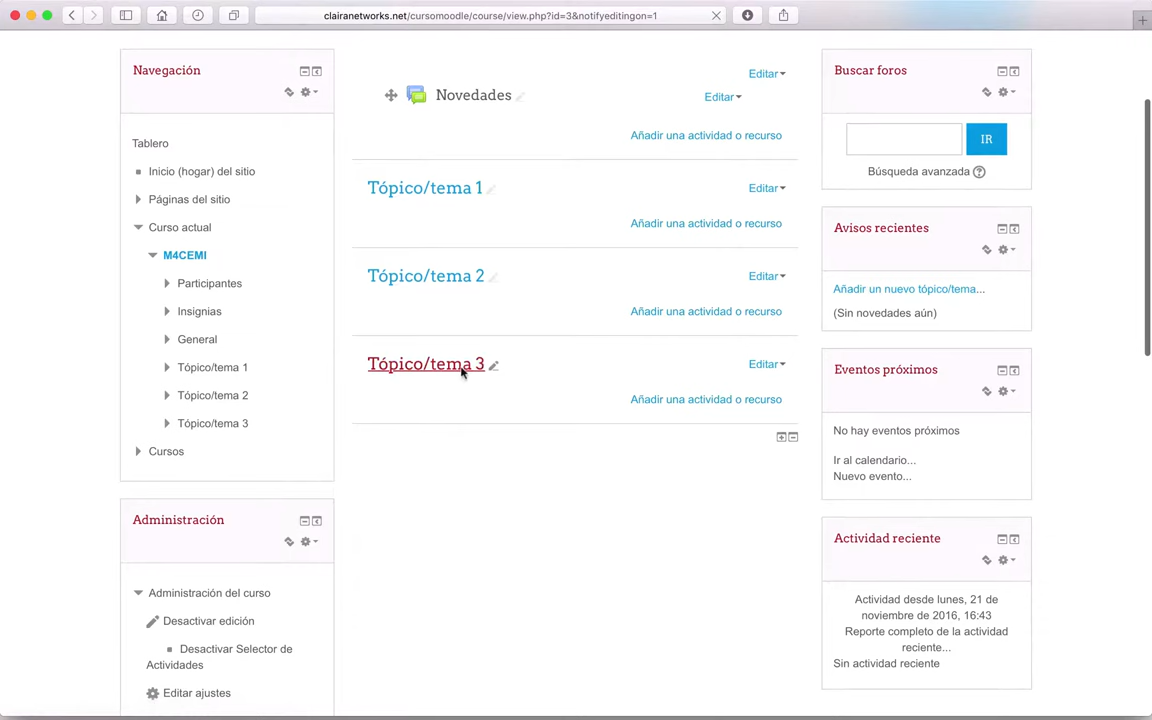 clairanetworks.net/cursomoodle/course/view.php?id=3&notifyeditingon=1
Navegación
Tablero
Inicio (hogar) del sitio
Páginas del sitio
Curso actual
M4CEMI
Participantes
Insignias
General
Tópico/tema 1
Tópico/tema 2
Tópico/tema 3
Cursos
Administración
Administración del curso
Desactivar edición
Desactivar Selector de
Actividades
Editar ajustes
Editar
Novedades
Editar
Añadir una actividad o recurso
Tópico/tema 1
Editar
Añadir una actividad o recurso
Tópico/tema 2
Editar
Añadir una actividad o recurso
Tópico/tema 3
Editar
Añadir una actividad o recurso
Buscar foros
IR
Búsqueda avanzada
Avisos recientes
Añadir un nuevo tópico/tema...
(Sin novedades aún)
Eventos próximos
No hay eventos próximos
Ir al calendario...
Nuevo evento...
Actividad reciente
Actividad desde lunes, 21 de
noviembre de 2016, 16:43
Reporte completo de la actividad
reciente...
Sin actividad reciente